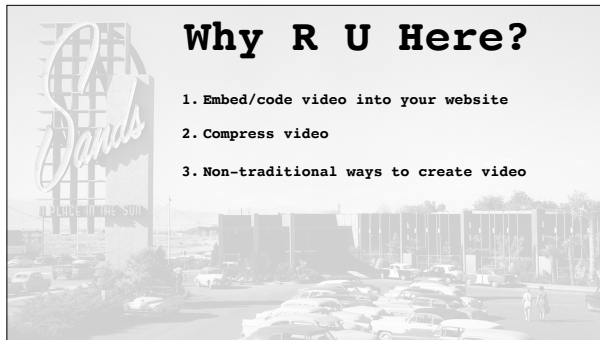 Why R U Here?
1. Embed/code video into your website
2. Compress video
3. Non-traditional ways to create video
Sands
A PLACE IN THE SUN